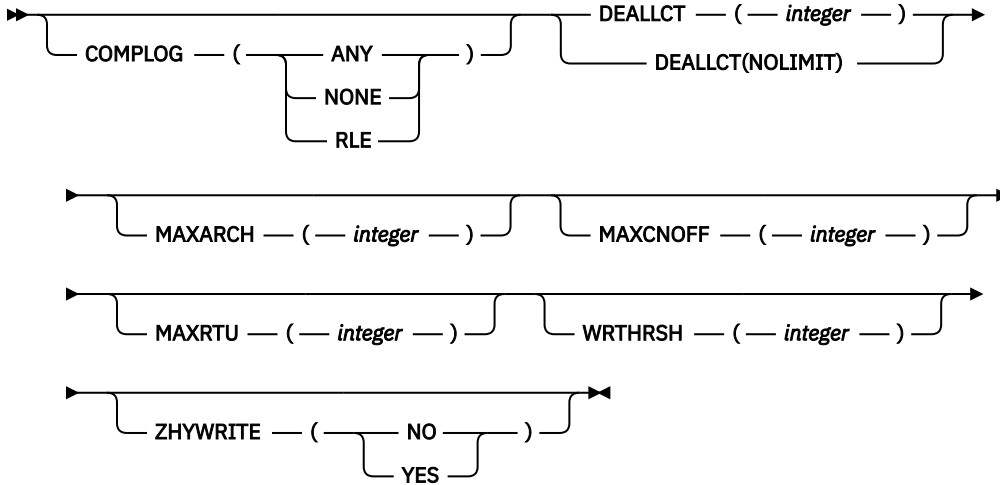 DEALLCT ( integer )
COMPLOG ( ANY ) DEALLCT(NOLIMIT)
NONE
RLE
MAXARCH ( integer ) MAXCNOFF ( integer )
MAXRTU ( integer ) WRTHRSH ( integer )
ZHYWRITE ( NO )
YES